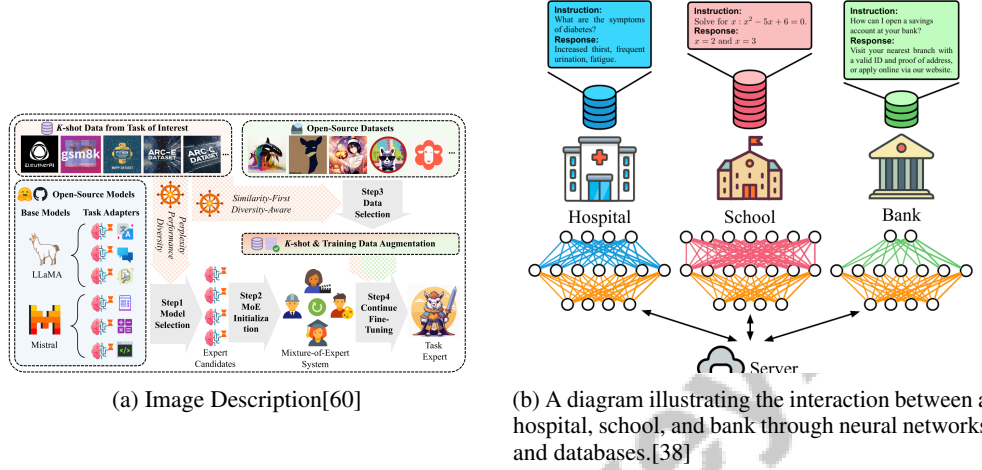 K-shot Data from Task of Interest
EleutherAI
gsm8k
ARC-E
DATASET
ARC-C
DATASET
...
Open-Source Datasets
...
Open-Source Models
Base Models
Task Adapters
LLaMA
Mistral
Perplexity
Performance
Diversity
Similarity-First
Diversity-Aware
Step3
Data
Selection
K-shot & Training Data Augmentation
Step1
Model
Selection
Step2
MoE
Initializa
tion
Step4
Continue
Fine-
Tuning
Expert
Candidates
Mixture-of-Expert
System
Task
Expert
(a) Image Description[60]
Instruction:
What are the symptoms
of diabetes?
Response:
Increased thirst, frequent
urination, fatigue.
Instruction:
Solve for x : x² − 5x + 6 = 0.
Response:
x = 2 and x = 3
Instruction:
How can I open a savings
account at your bank?
Response:
Visit your nearest branch with
a valid ID and proof of address,
or apply online via our website.
Hospital
School
Bank
Server
(b) A diagram illustrating the interaction between a
hospital, school, and bank through neural networks
and databases.[38]